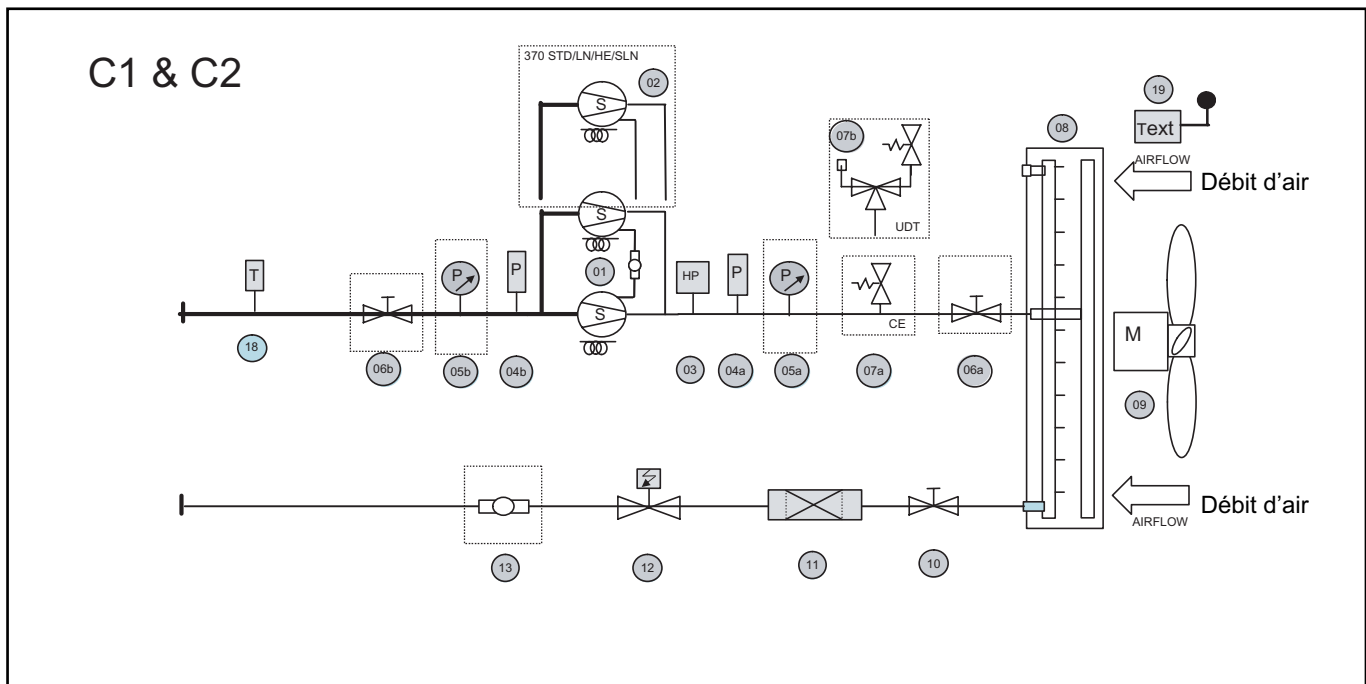 C1 & C2
370 STD/LN/HE/SLN
02
S
19
Text
08
07b
AIRFLOW
Débit d'air
UDT
S
T
P
P
01
HP
P
P
M
S
CE
18
06b
05b
04b
03
04a
05a
07a
06a
09
Débit d'air
AIRFLOW
13
12
11
10